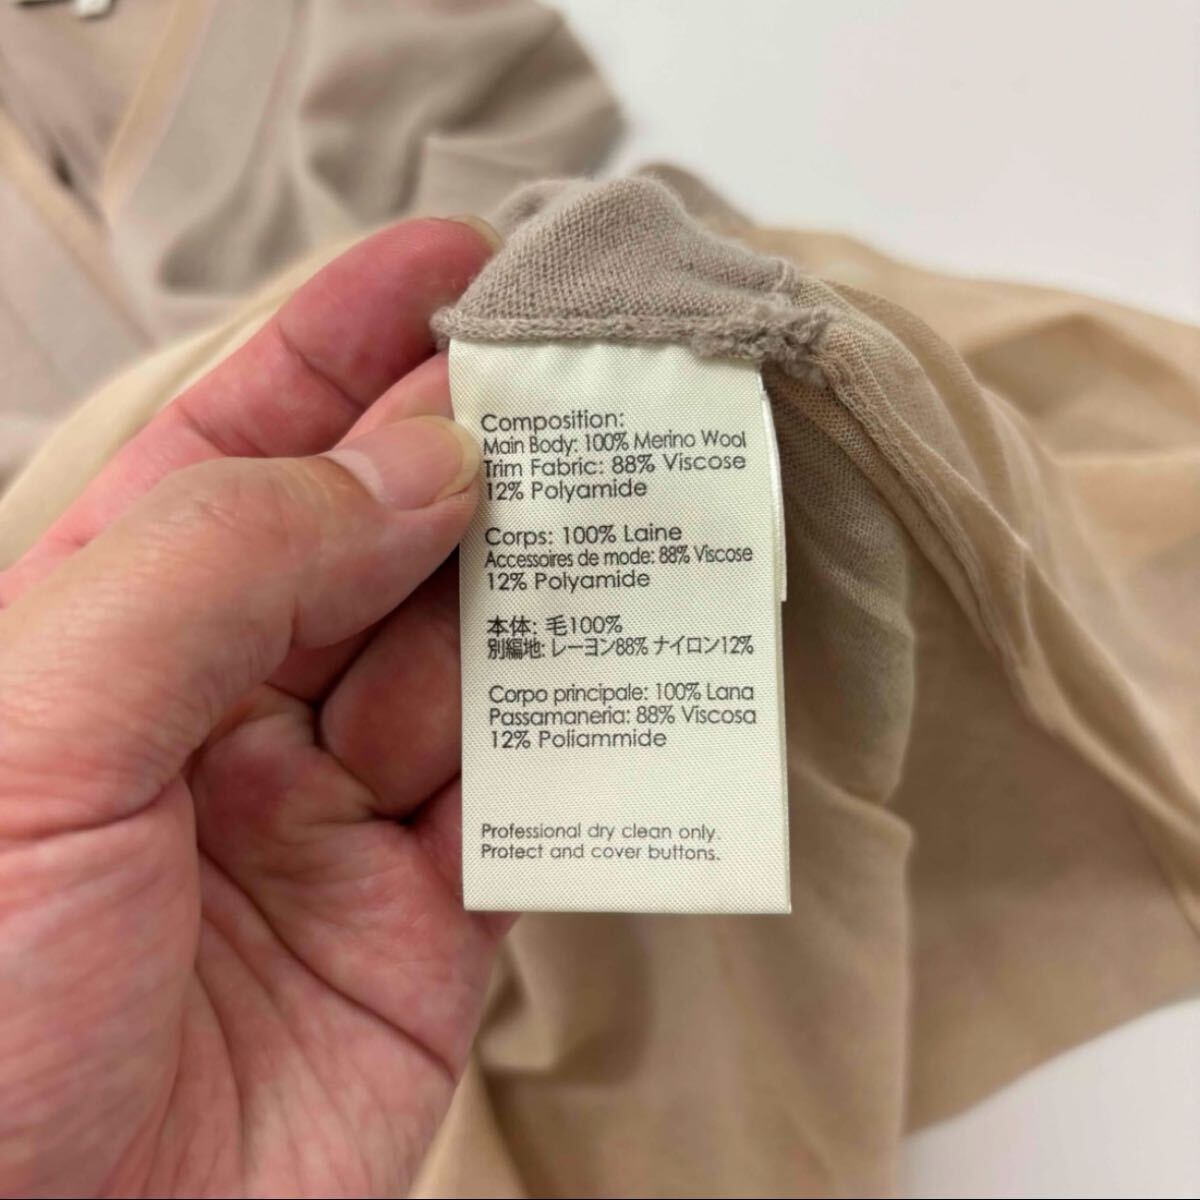 Composition:
Main Body: 100% Merino Wool
Trim Fabric: 88% Viscose
12% Polyamide
Corps: 100% Laine
Accessoires de mode: 88% Viscose
12% Polyamide
本体: 毛100%
別編地: レーヨン88% ナイロン12%
Corpo principale: 100% Lana
Passamaneria: 88% Viscosa
12% Poliammide
Professional dry clean only.
Protect and cover buttons.